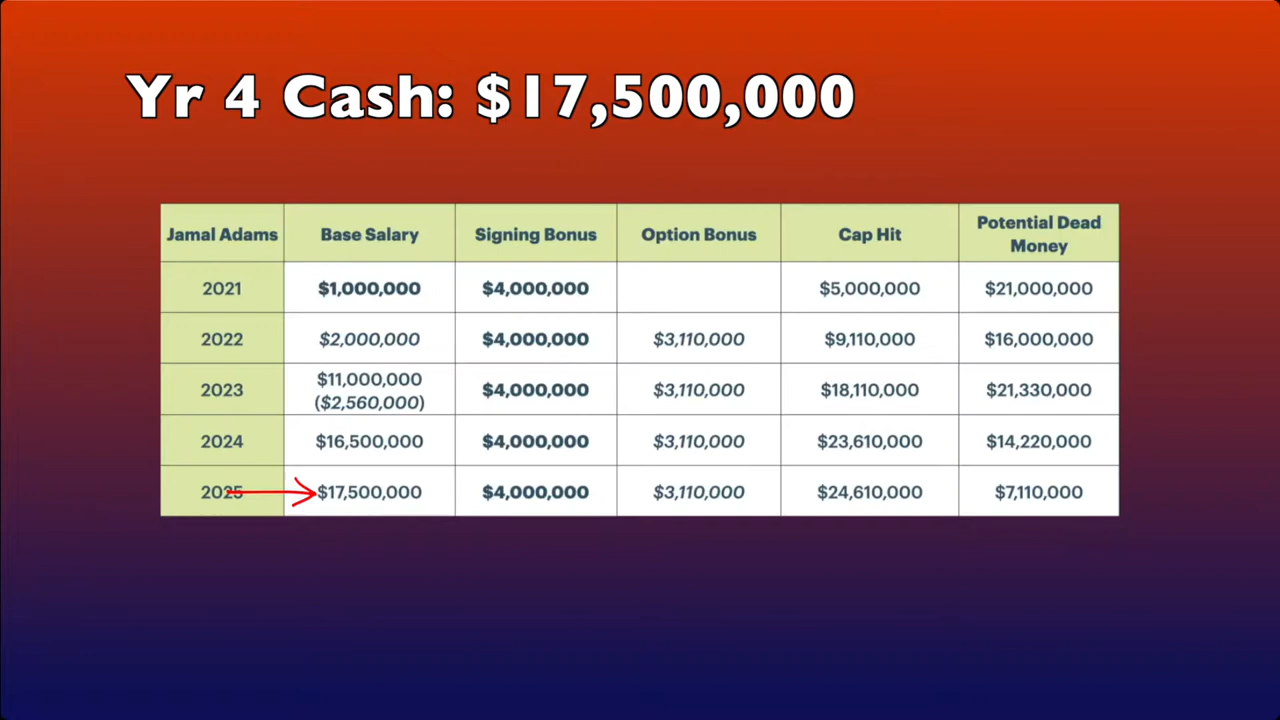 Yr 4 Cash: $17,500,000
Jamal Adams Base Salary Signing Bonus Option Bonus Cap Hit Potential Dead Money
2021 $1,000,000 $4,000,000 $5,000,000 $21,000,000
2022 $2,000,000 $4,000,000 $3,110,000 $9,110,000 $16,000,000
2023 $11,000,000 ($2,560,000) $4,000,000 $3,110,000 $18,110,000 $21,330,000
2024 $16,500,000 $4,000,000 $3,110,000 $23,610,000 $14,220,000
2025 $17,500,000 $4,000,000 $3,110,000 $24,610,000 $7,110,000